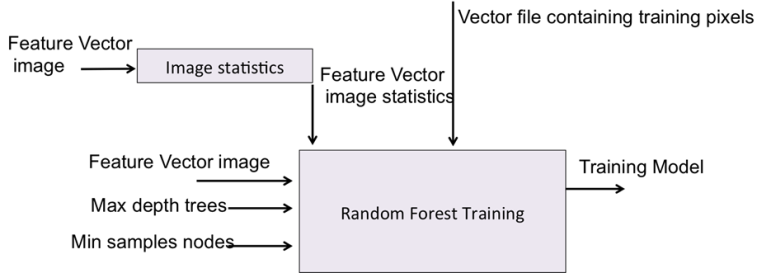 Vector file containing training pixels
Feature Vector
image
Image statistics
Feature Vector
image statistics
Feature Vector image
Max depth trees
Min samples nodes
Random Forest Training
Training Model